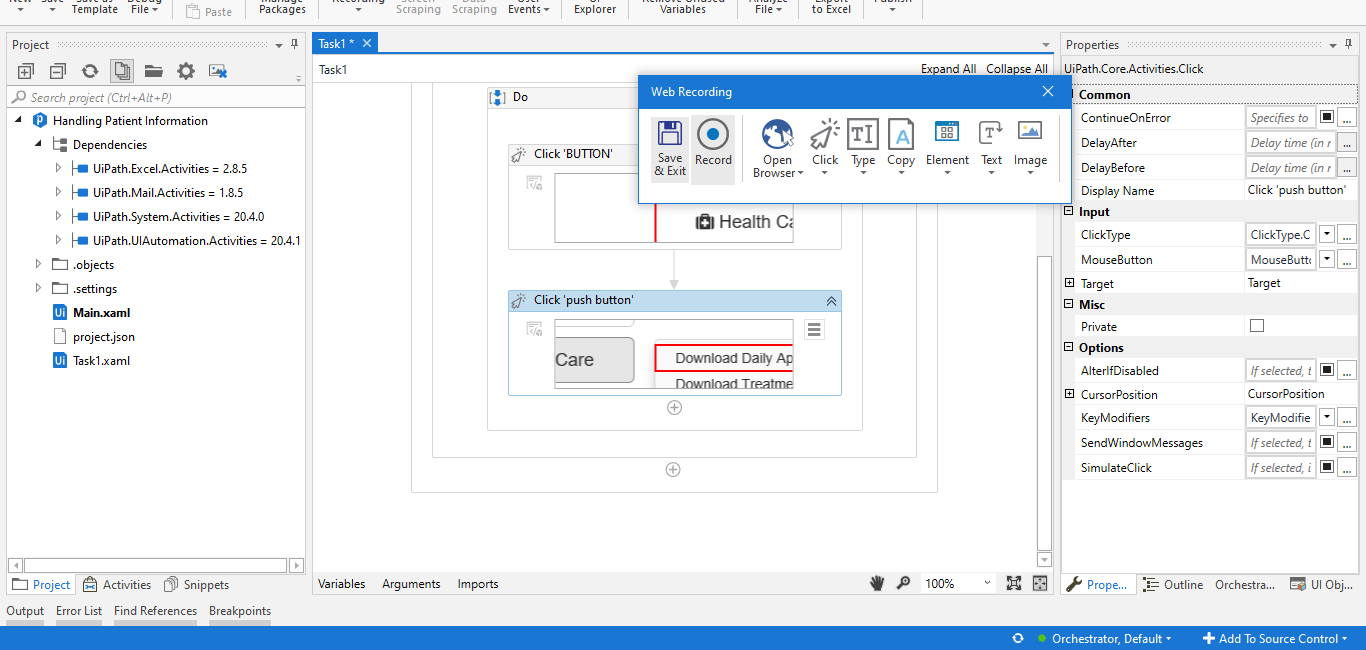 New
Save
Save as
Template
Debug
File
Paste
Manage
Packages
Recording
Screen
Scraping
Data
Scraping
User
Events
UI
Explorer
Remove Unused
Variables
Analyze
File
Export
to Excel
Publish
Project
Search project (Ctrl+Alt+P)
Handling Patient Information
Dependencies
UiPath.Excel.Activities = 2.8.5
UiPath.Mail.Activities = 1.8.5
UiPath.System.Activities = 20.4.0
UiPath.UIAutomation.Activities = 20.4.1
.objects
.settings
Main.xaml
project.json
Task1.xaml
Project
Activities
Snippets
Task1 *
Task1
Expand All
Collapse All
Do
Click 'BUTTON'
Health Ca
Click 'push button'
Care
Download Daily Ap
Download Treatme
Web Recording
Save
& Exit
Record
Open
Browser
Click
Type
Copy
Element
Text
Image
Variables
Arguments
Imports
100%
Properties
UiPath.Core.Activities.Click
Common
ContinueOnError
Specifies to
DelayAfter
Delay time (in r
DelayBefore
Delay time (in r
Display Name
Click 'push button'
Input
ClickType
ClickType.C
MouseButton
MouseButto
Target
Target
Misc
Private
Options
AlterIfDisabled
If selected, t
CursorPosition
CursorPosition
KeyModifiers
KeyModifie
SendWindowMessages
If selected, t
SimulateClick
If selected, i
Prope...
Outline
Orchestra...
UI Obj...
Output
Error List
Find References
Breakpoints
Orchestrator, Default
Add To Source Control